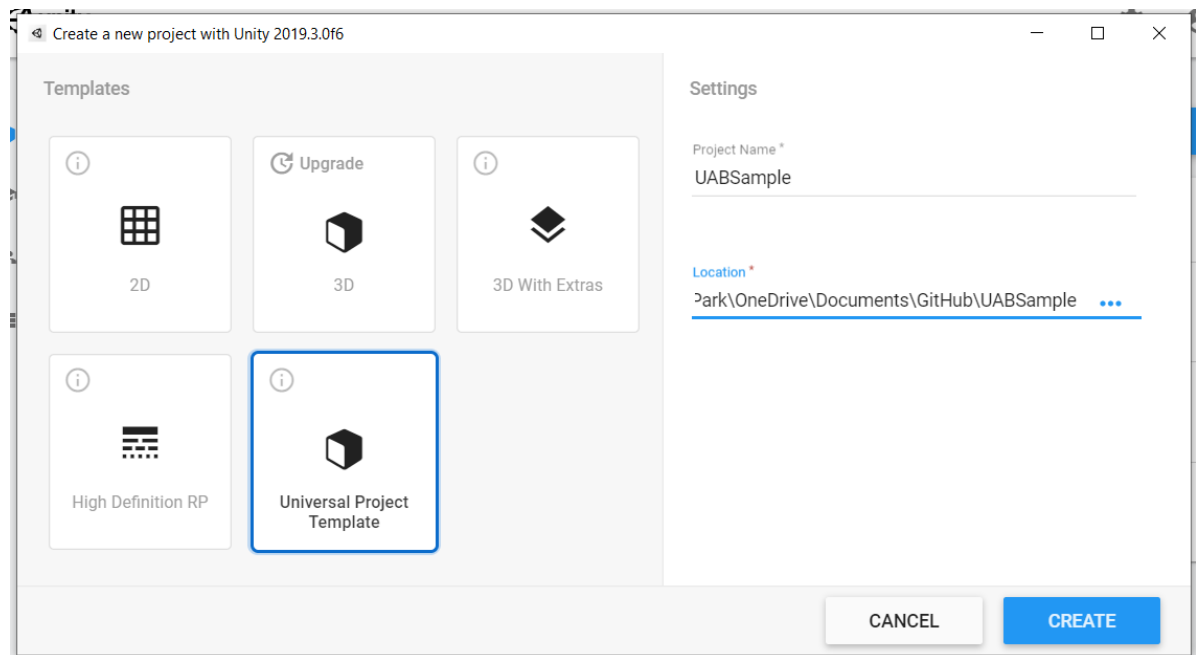 Create a new project with Unity 2019.3.0f6
Templates
Settings
Upgrade
2D
3D
3D With Extras
High Definition RP
Universal Project
Template
Project Name *
UABSample
Location *
Park\OneDrive\Documents\GitHub\UABSample
CANCEL
CREATE